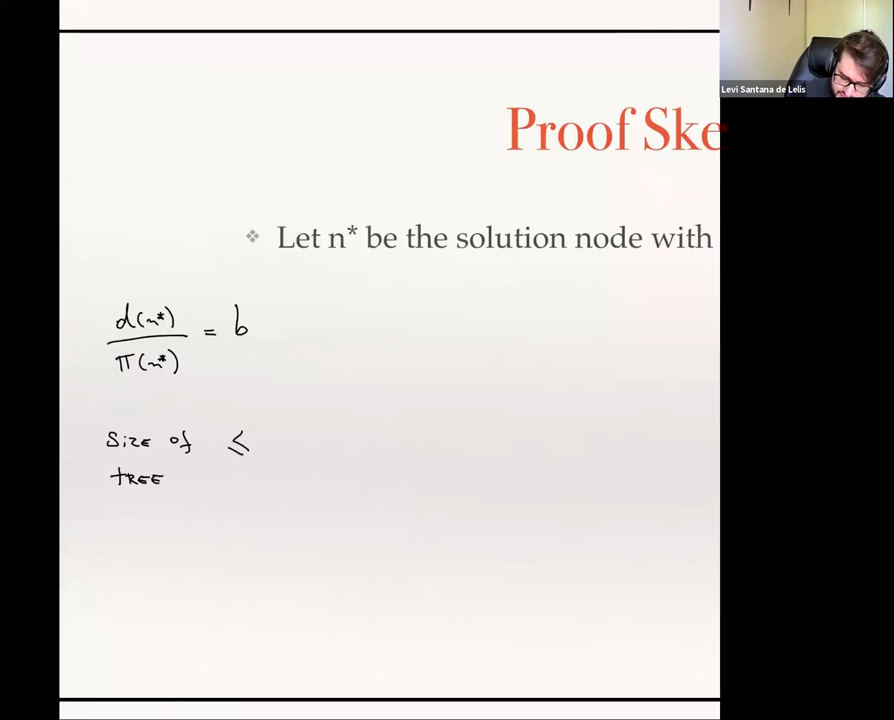 Levi Santana de Lelis
Proof Ske
Let n* be the solution node with
d(n*)
π(n*)
= b
Size of ≤
tree